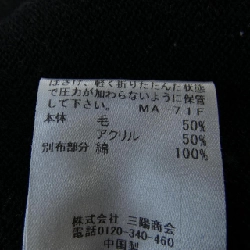 注さけ、軽く折りたたんだ状態
で圧力が加わらないように保管
して下さい。 MA-71F
本体 毛 50%
アクリル 50%
別布部分 綿 100%
株式会社 三陽商会
電話0120-340-460
中国製